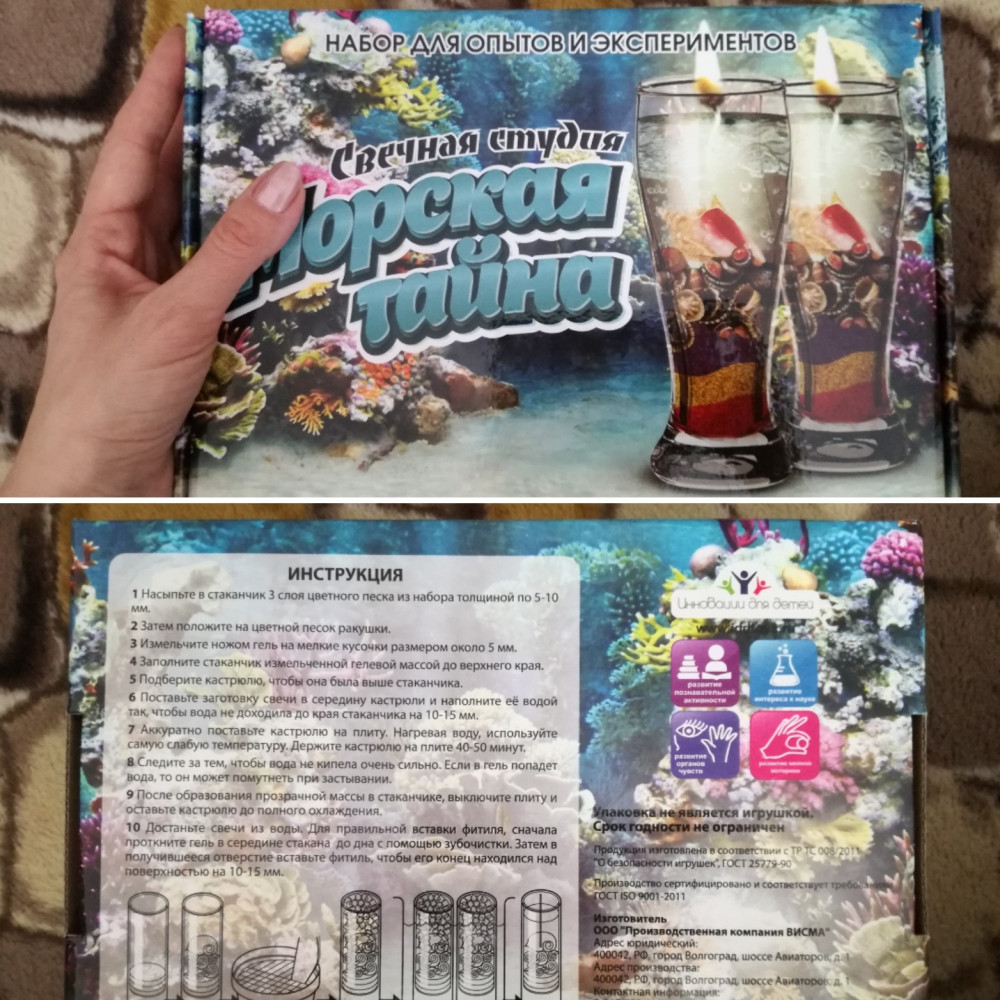 НАБОР ДЛЯ ОПЫТОВ И ЭКСПЕРИМЕНТОВ
Свечная студия
Морская
тайна
ИНСТРУКЦИЯ
1 Насыпьте в стаканчик 3 слоя цветного песка из набора толщиной по 5-10
мм.
2 Затем положите на цветной песок ракушки.
3 Измельчите ножом гель на мелкие кусочки размером около 5 мм.
4 Заполните стаканчик измельченной гелевой массой до верхнего края.
5 Подберите кастрюлю, чтобы она была выше стаканчика.
6 Поставьте заготовку свечи в середину кастрюли и наполните её водой
так, чтобы вода не доходила до края стаканчика на 10-15 мм.
7 Аккуратно поставьте кастрюлю на плиту. Нагревая воду, используйте
самую слабую температуру. Держите кастрюлю на плите 40-50 минут.
8 Следите за тем, чтобы вода не кипела очень сильно. Если в гель попадет
вода, то он может помутнеть при застывании.
9 После образования прозрачной массы в стаканчике, выключите плиту и
оставьте кастрюлю до полного охлаждения.
10 Достаньте свечи из воды. Для правильной вставки фитиля, сначала
проткните гель в середине стакана до дна с помощью зубочистки. Затем в
получившееся отверстие вставьте фитиль, чтобы его конец находился над
поверхностью на 10-15 мм.
Инновации для детей
развитие
познавательной
активности
развитие
интереса к науке
развитие
органов
чувств
развитие мелкой
моторики
Упаковка не является игрушкой.
Срок годности не ограничен
Продукция изготовлена в соответствии с ТР ТС 008/2011
"О безопасности игрушек", ГОСТ 25779-90
Производство сертифицировано и соответствует требованиям
ГОСТ ISO 9001-2011
Изготовитель
ООО "Производственная компания ВИСМА"
Адрес юридический:
400042, РФ, город Волгоград, шоссе Авиаторов, д.1
Адрес производства:
400042, РФ, город Волгоград, шоссе Авиаторов, д. 1
Контактная информация: